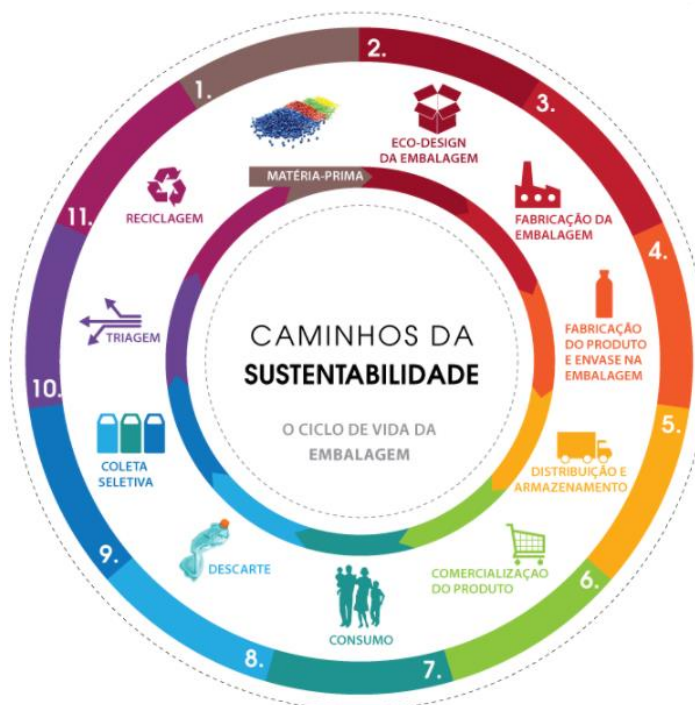 1.
MATÉRIA-PRIMA
2.
ECO-DESIGN
DA EMBALAGEM
3.
FABRICAÇÃO DA
EMBALAGEM
4.
FABRICAÇÃO
DO PRODUTO
E ENVASE NA
EMBALAGEM
5.
DISTRIBUIÇÃO E
ARMAZENAMENTO
6.
COMERCIALIZAÇAO
DO PRODUTO
7.
CONSUMO
8.
DESCARTE
9.
COLETA
SELETIVA
10.
TRIAGEM
11.
RECICLAGEM
CAMINHOS DA
SUSTENTABILIDADE
O CICLO DE VIDA DA
EMBALAGEM